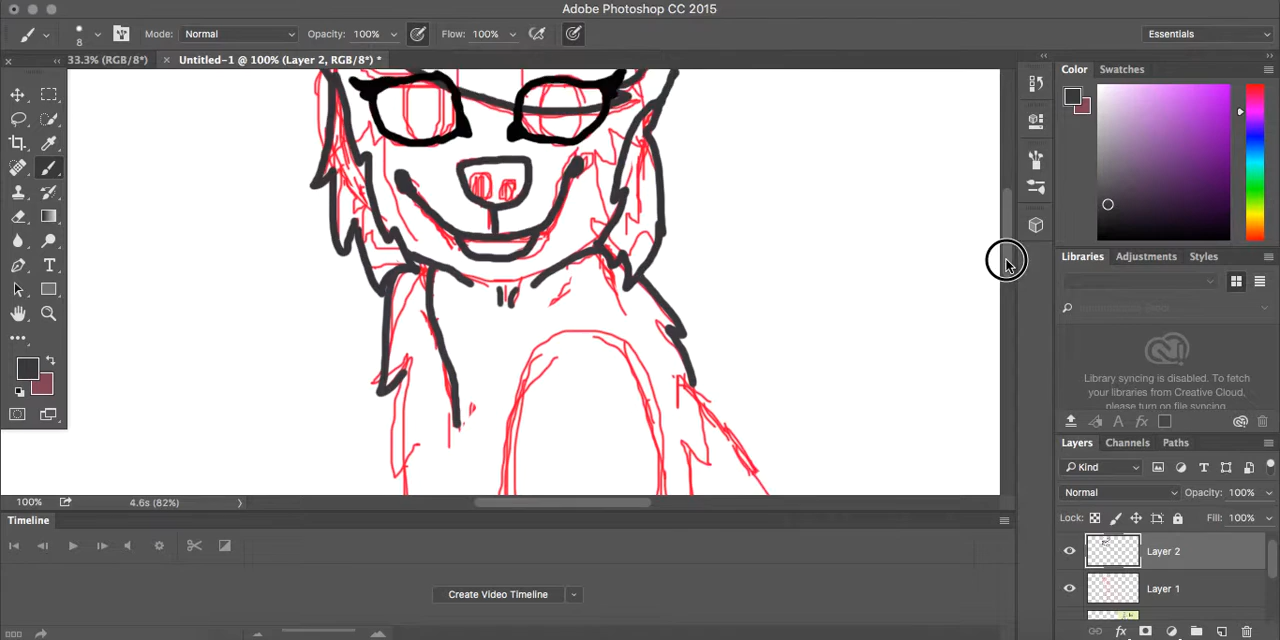 Adobe Photoshop CC 2015
8 Mode: Normal Opacity: 100% Flow: 100% Essentials
33.3% (RGB/8*) Untitled-1 @ 100% (Layer 2, RGB/8*) *
Color Swatches
Libraries Adjustments Styles
Library syncing is disabled. To fetch
your libraries from Creative Cloud,
please turn on file syncing.
Layers Channels Paths
Kind
Normal Opacity: 100%
Lock: Fill: 100%
Layer 2
Layer 1
100% 4.6s (82%)
Timeline
Create Video Timeline